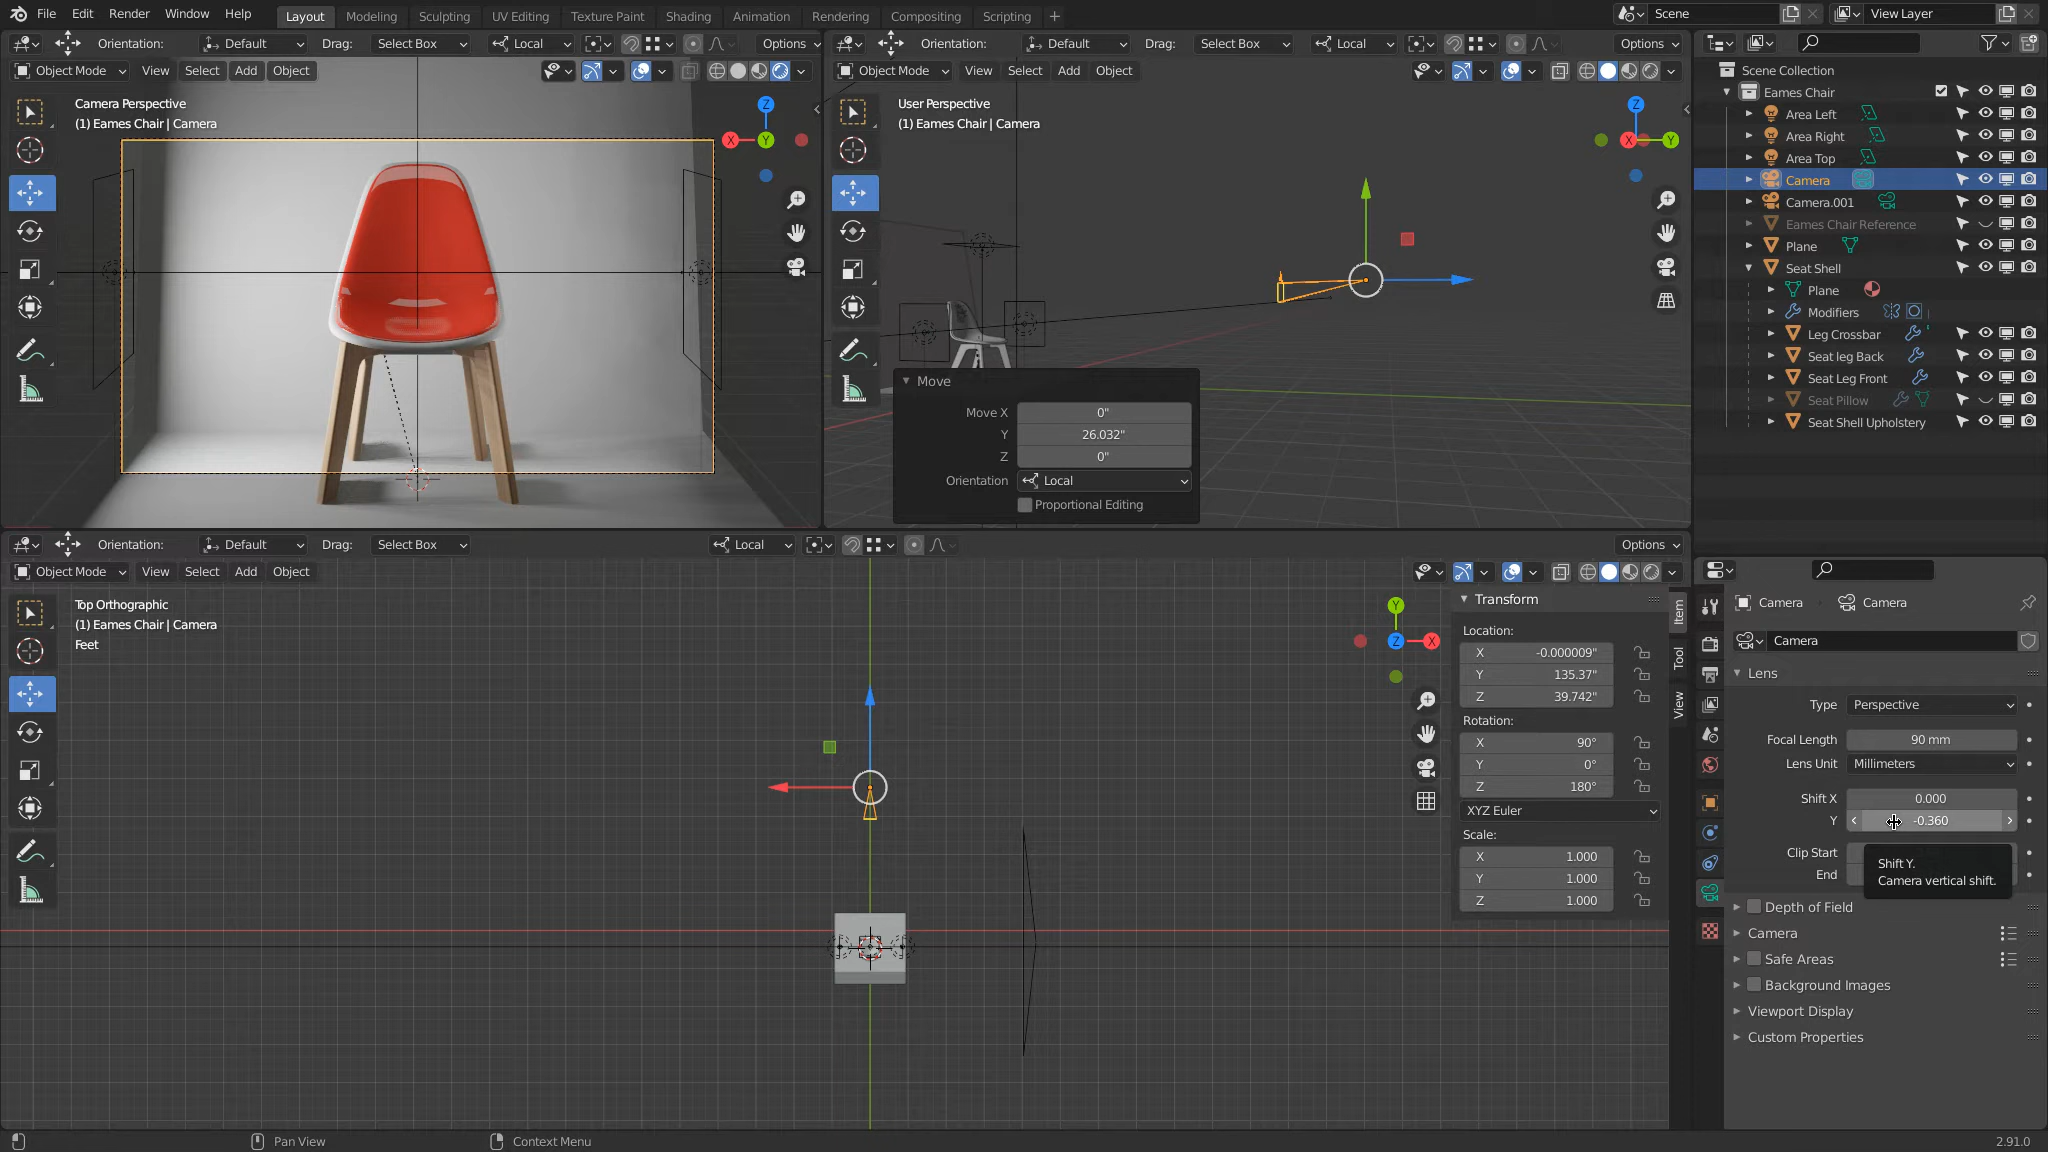 File Edit Render Window Help Layout Modeling Sculpting UV Editing Texture Paint Shading Animation Rendering Compositing Scripting + Scene View Layer
Orientation: Default Drag: Select Box Local Options
Object Mode View Select Add Object
Camera Perspective
(1) Eames Chair | Camera
Z
X
Y
Orientation: Default Drag: Select Box Local Options
Object Mode View Select Add Object
User Perspective
(1) Eames Chair | Camera
Z
X
Y
Move
Move X 0"
Y 26.032"
Z 0"
Orientation Local
Proportional Editing
Scene Collection
Eames Chair
Area Left
Area Right
Area Top
Camera
Camera.001
Eames Chair Reference
Plane
Seat Shell
Plane
Modifiers
Leg Crossbar
Seat leg Back
Seat Leg Front
Seat Pillow
Seat Shell Upholstery
Orientation: Default Drag: Select Box Local Options
Object Mode View Select Add Object
Top Orthographic
(1) Eames Chair | Camera
Feet
Y
Z
X
Transform
Location:
X -0.000009"
Y 135.37"
Z 39.742"
Rotation:
X 90°
Y 0°
Z 180°
XYZ Euler
Scale:
X 1.000
Y 1.000
Z 1.000
Item
Tool
View
Camera Camera
Camera
Lens
Type Perspective
Focal Length 90 mm
Lens Unit Millimeters
Shift X 0.000
Y -0.360
Clip Start
End
Shift Y.
Camera vertical shift.
Depth of Field
Camera
Safe Areas
Background Images
Viewport Display
Custom Properties
Pan View Context Menu 2.91.0